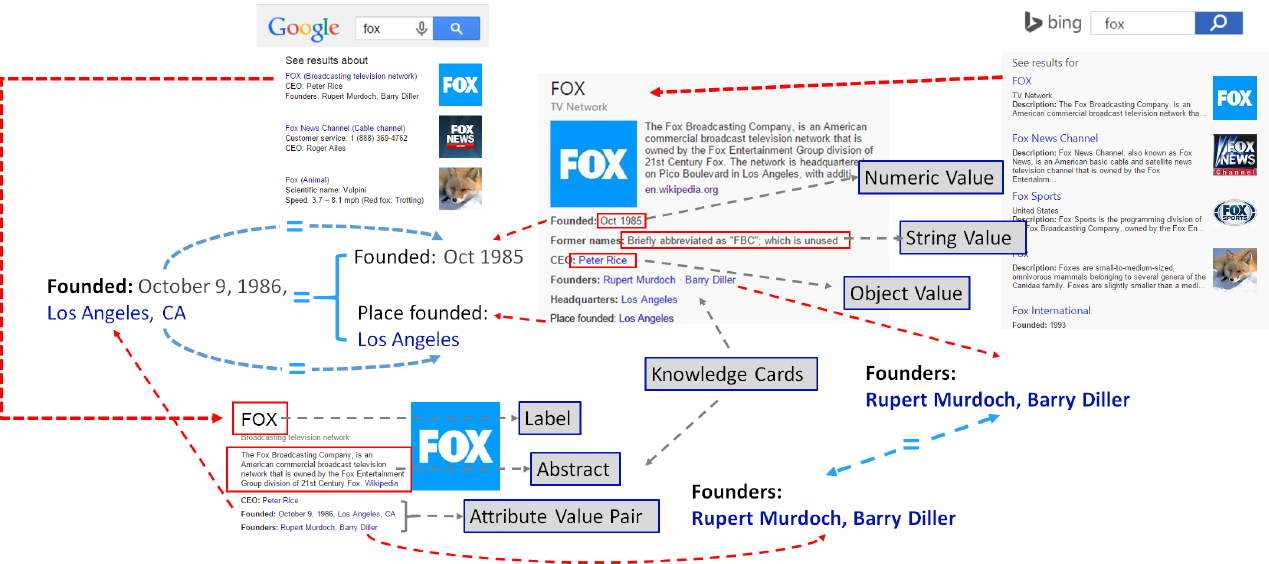 Google
fox
See results about
FOX (Broadcasting television network)
CEO: Peter Rice
Founders: Rupert Murdoch, Barry Diller
FOX
Fox News Channel (Cable channel)
Customer service: 1 (888) 369-4762
CEO: Roger Ailes
FOX
NEWS
Fox (Animal)
Scientific name: Vulpini
Speed: 3.7 – 8.1 mph (Red fox, Trotting)
bing
fox
See results for
FOX
TV Network
Description: The Fox Broadcasting Company, is an
American commercial broadcast television network tha...
FOX
Fox News Channel
Description: Fox News Channel, also known as Fox
News, is an American basic cable and satellite news
television channel that is owned by the Fox
Entertainm...
FOX
NEWS
Channel
Fox Sports
United States
Description: Fox Sports is the programming division of
Fox Broadcasting Company, owned by the Fox En...
FOX
SPORTS
Fox
Description: Foxes are small-to-medium-sized,
omnivorous mammals belonging to several genera of the
Canidae family. Foxes are slightly smaller than a medi...
Fox International
Founded: 1993
FOX
TV Network
FOX
The Fox Broadcasting Company, is an American
commercial broadcast television network that is
owned by the Fox Entertainment Group division of
21st Century Fox. The network is headquartered
on Pico Boulevard in Los Angeles, with additi...
en.wikipedia.org
Founded: Oct 1985
Former names: Briefly abbreviated as "FBC"; which is unused
CEO: Peter Rice
Founders: Rupert Murdoch · Barry Diller
Headquarters: Los Angeles
Place founded: Los Angeles
Numeric Value
String Value
Object Value
Knowledge Cards
=
Founded: Oct 1985
Founded: October 9, 1986,
Los Angeles, CA
=
Place founded:
Los Angeles
=
Founders:
Rupert Murdoch, Barry Diller
=
Founders:
Rupert Murdoch, Barry Diller
FOX
Broadcasting television network
The Fox Broadcasting Company, is an
American commercial broadcast television
network that is owned by the Fox Entertainment
Group division of 21st Century Fox. Wikipedia
CEO: Peter Rice
Founded: October 9, 1986, Los Angeles, CA
Founders: Rupert Murdoch, Barry Diller
FOX
Label
Abstract
Attribute Value Pair